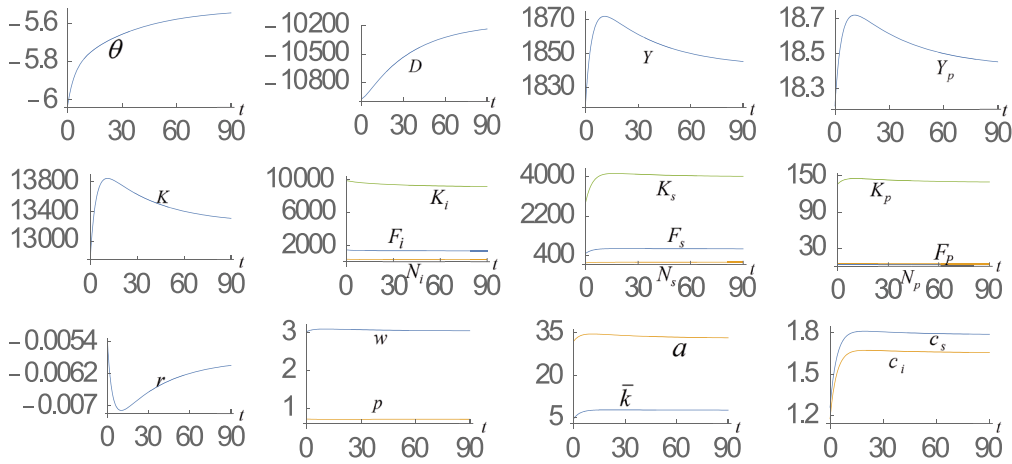 −5.6
−5.8
−6
θ
0 30 60 90 t
−10200
−10500
−10800
D
0 30 60 90 t
1870
1850
1830
Y
0 30 60 90 t
18.7
18.5
18.3
Y_p
0 30 60 90 t
13800
13400
13000
K
0 30 60 90 t
10000
6000
2000
K_i
F_i
N_i
0 30 60 90 t
4000
2200
400
K_s
F_s
N_s
0 30 60 90 t
150
90
30
K_p
F_P
N_p
0 30 60 90 t
−0.0054
−0.0062
−0.007
r
0 30 60 90 t
3
2
1
w
p
0 30 60 90 t
35
20
5
a
k̄
0 30 60 90 t
1.8
1.5
1.2
c_s
c_i
0 30 60 90 t